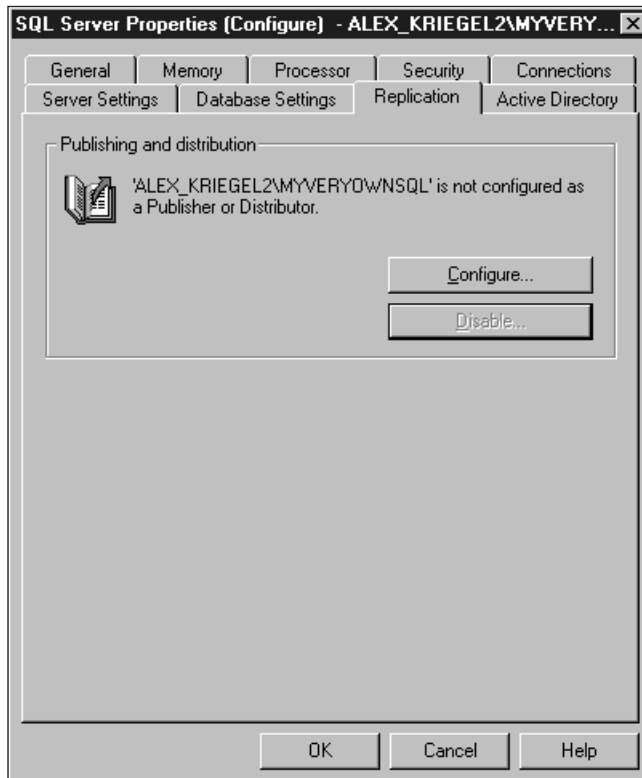 SQL Server Properties (Configure) - ALEX_KRIEGEL2\MYVERY...
General Memory Processor Security Connections
Server Settings Database Settings Replication Active Directory
Publishing and distribution
'ALEX_KRIEGEL2\MYVERYOWNSQL' is not configured as
a Publisher or Distributor.
Configure...
Disable...
OK Cancel Help